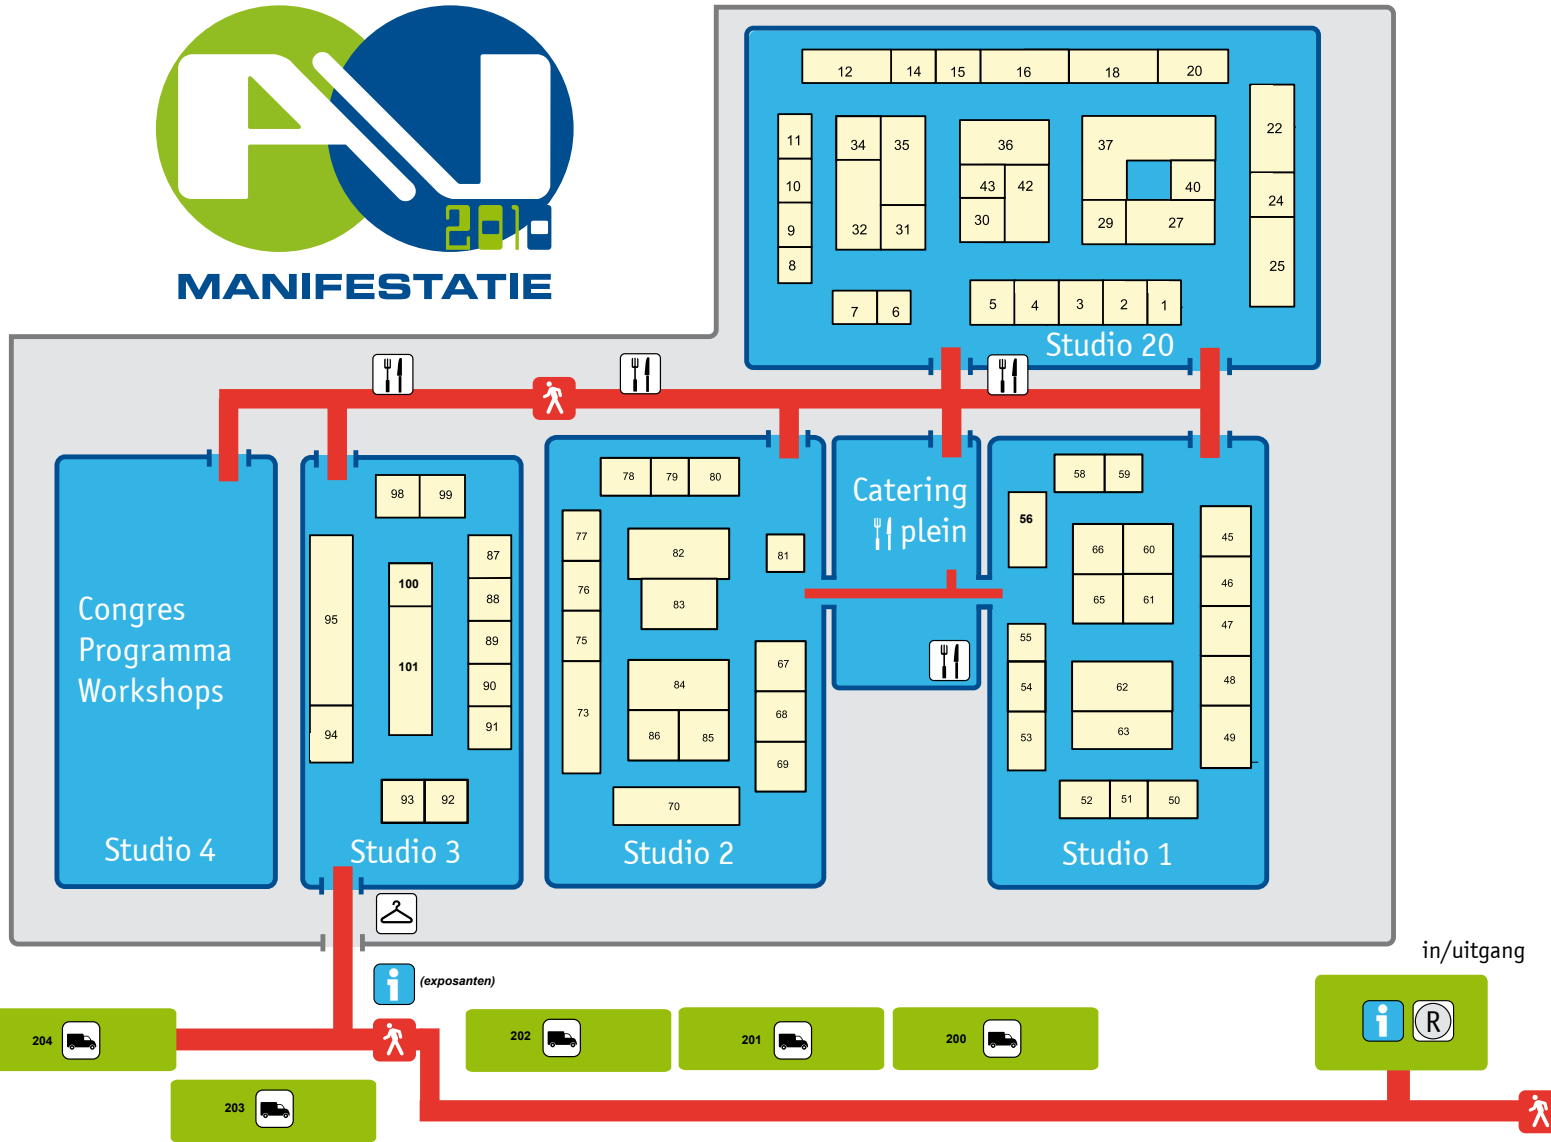 AV
2010
MANIFESTATIE
12 14 15 16 18 20
11 34 35 36 37 22
10 43 42 40 24
9 32 31 30 29 27
8 25
7 6 5 4 3 2 1
Studio 20
Congres
Programma
Workshops
Studio 4
98 99
87
100 88
95 89
101 90
94 91
93 92
Studio 3
78 79 80
77 82 81
76 83
75 67
84
73 68
86 85
69
70
Studio 2
Catering
plein
58 59
56 45
66 60
46
65 61
47
55
54 62 48
53 63 49
52 51 50
Studio 1
in/uitgang
i (exposanten)
i R
204 202 201 200
203